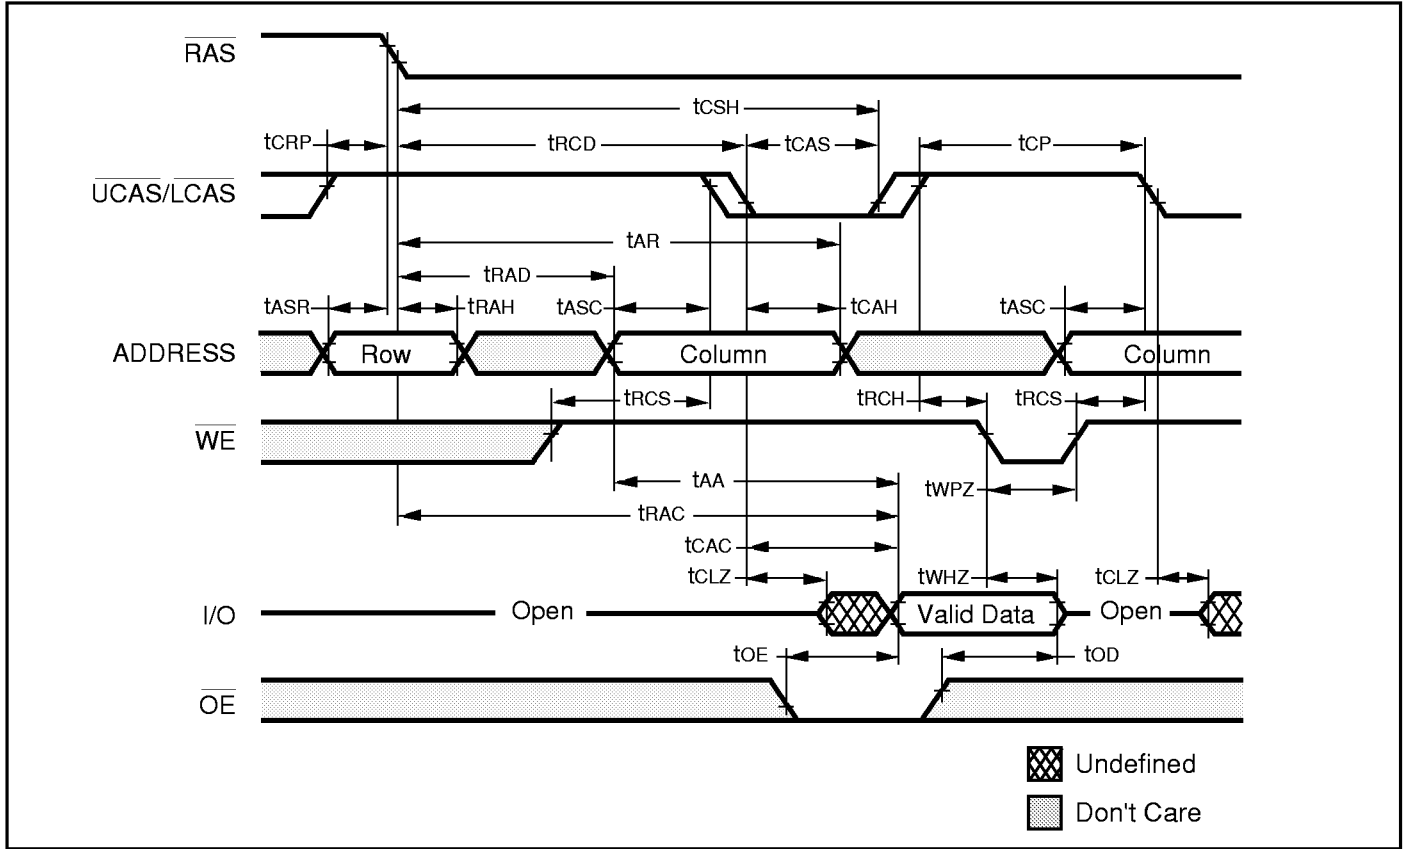 RAS
tCSH
tCRP
tRCD
tCAS
tCP
UCAS/LCAS
tAR
tRAD
tASR
tRAH
tASC
tCAH
tASC
ADDRESS
Row
Column
Column
tRCS
tRCH
tRCS
WE
tAA
tWPZ
tRAC
tCAC
tCLZ
tWHZ
tCLZ
I/O
Open
Valid Data
Open
tOE
tOD
OE
Undefined
Don't Care